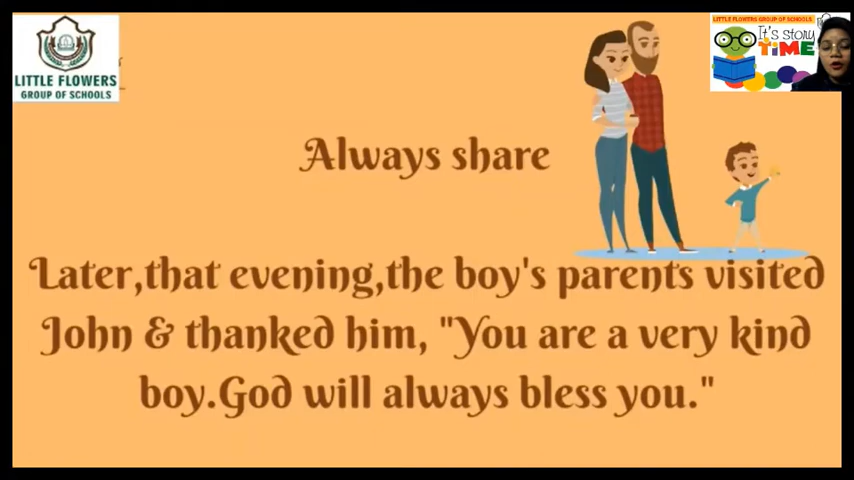 LITTLE FLOWERS
GROUP OF SCHOOLS
LITTLE FLOWERS GROUP OF SCHOOLS
It's story
TiME
Always share
Later,that evening,the boy's parents visited
John & thanked him, "You are a very kind
boy.God will always bless you."